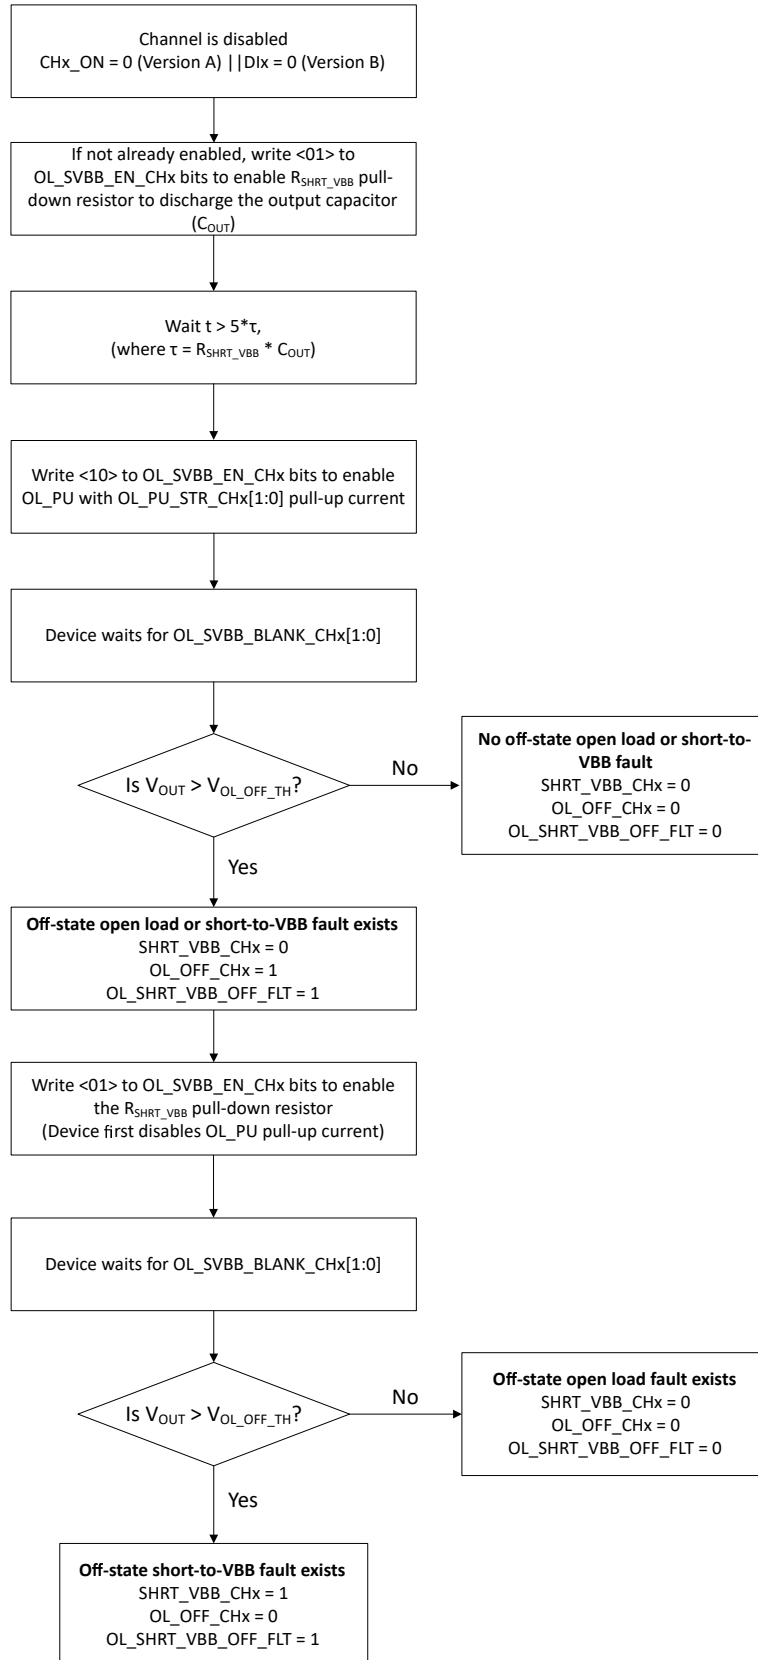 Channel is disabled
CHx_ON = 0 (Version A) ||DIx = 0 (Version B)
If not already enabled, write <01> to
OL_SVBB_EN_CHx bits to enable RSHRT_VBB pull-
down resistor to discharge the output capacitor
(COUT)
Wait t > 5*τ,
(where τ = RSHRT_VBB * COUT)
Write <10> to OL_SVBB_EN_CHx bits to enable
OL_PU with OL_PU_STR_CHx[1:0] pull-up current
Device waits for OL_SVBB_BLANK_CHx[1:0]
Is VOUT > VOL_OFF_TH?
No
No off-state open load or short-to-
VBB fault
SHRT_VBB_CHx = 0
OL_OFF_CHx = 0
OL_SHRT_VBB_OFF_FLT = 0
Yes
Off-state open load or short-to-VBB fault exists
SHRT_VBB_CHx = 0
OL_OFF_CHx = 1
OL_SHRT_VBB_OFF_FLT = 1
Write <01> to OL_SVBB_EN_CHx bits to enable
the RSHRT_VBB pull-down resistor
(Device first disables OL_PU pull-up current)
Device waits for OL_SVBB_BLANK_CHx[1:0]
Is VOUT > VOL_OFF_TH?
No
Off-state open load fault exists
SHRT_VBB_CHx = 0
OL_OFF_CHx = 0
OL_SHRT_VBB_OFF_FLT = 0
Yes
Off-state short-to-VBB fault exists
SHRT_VBB_CHx = 1
OL_OFF_CHx = 0
OL_SHRT_VBB_OFF_FLT = 1